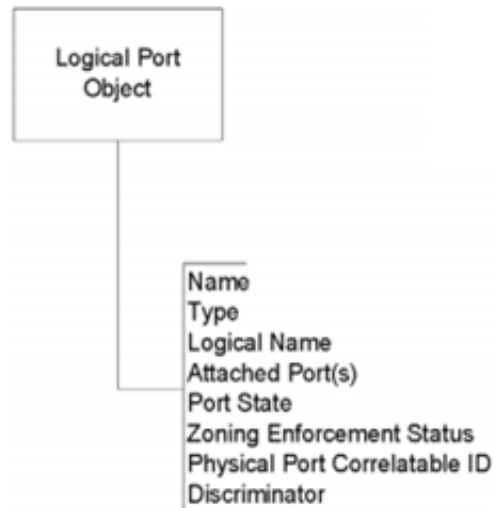 Logical Port
Object
Name
Type
Logical Name
Attached Port(s)
Port State
Zoning Enforcement Status
Physical Port Correlatable ID
Discriminator